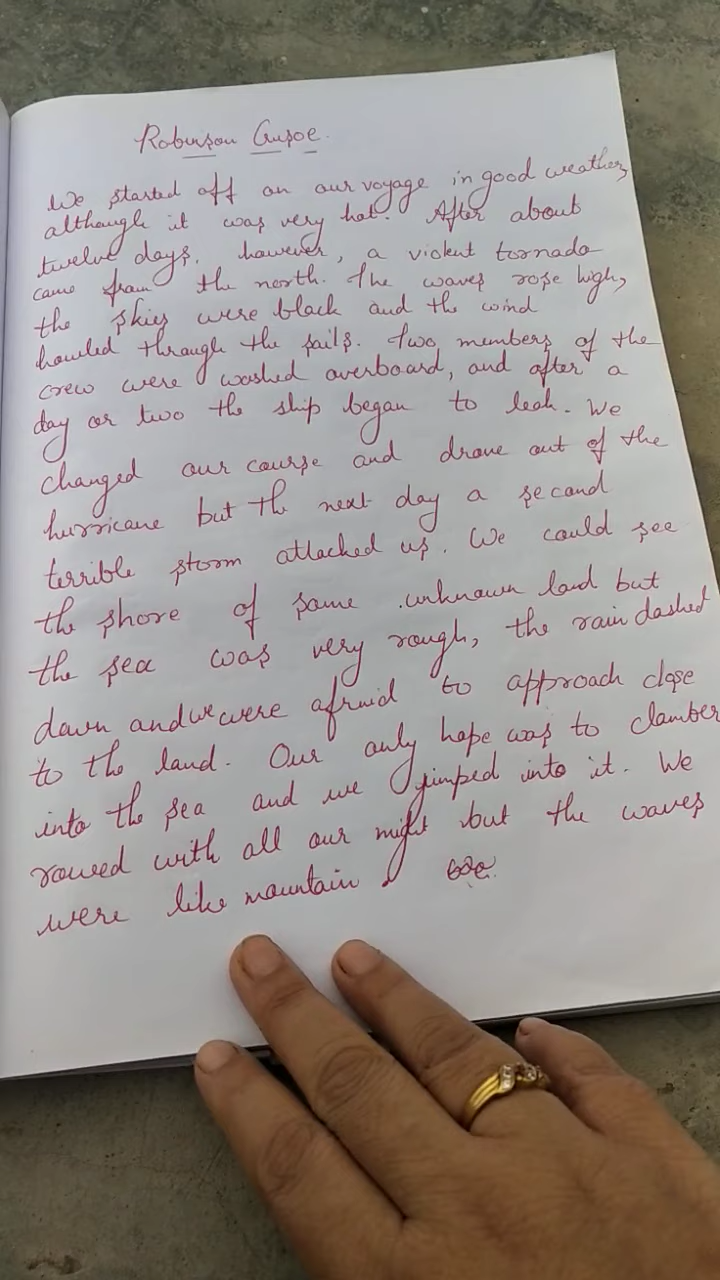 Robinson Crusoe.
We started off on our voyage in good weather,
although it was very hot. After about
twelve days, however, a violent tornado
came from the north. The waves rose high,
the skies were black and the wind
howled through the sails. Two members of the
crew were washed overboard, and after a
day or two the ship began to leak. We
changed our course and drove out of the
hurricane but the next day a second
terrible storm attacked us. We could see
the shore of some unknown land but
the sea was very rough, the rain dashed
down and we were afraid to approach close
to the land. Our only hope was to clamber
into the sea and we jumped into it. We
rowed with all our might but the waves
were like mountain